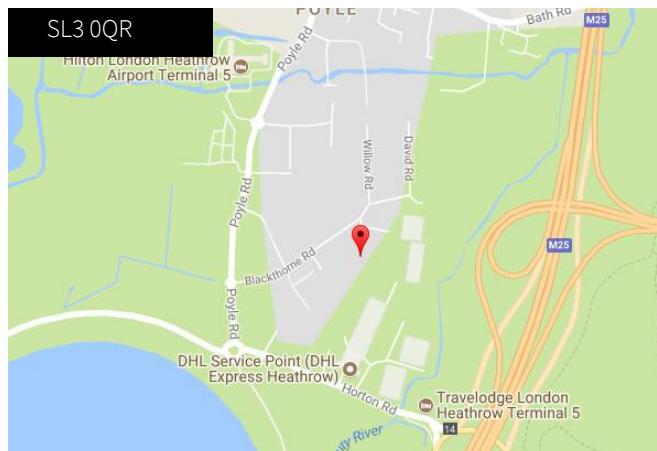 SL3 0QR
POYLE
Bath Rd
M25
Hilton London Heathrow
Airport Terminal 5
Poyle Rd
Willow Rd
David Rd
Poyle Rd
M25
Blackthorne Rd
Poyle Rd
DHL Service Point (DHL
Express Heathrow)
Horton Rd
Travelodge London
Heathrow Terminal 5
14
River